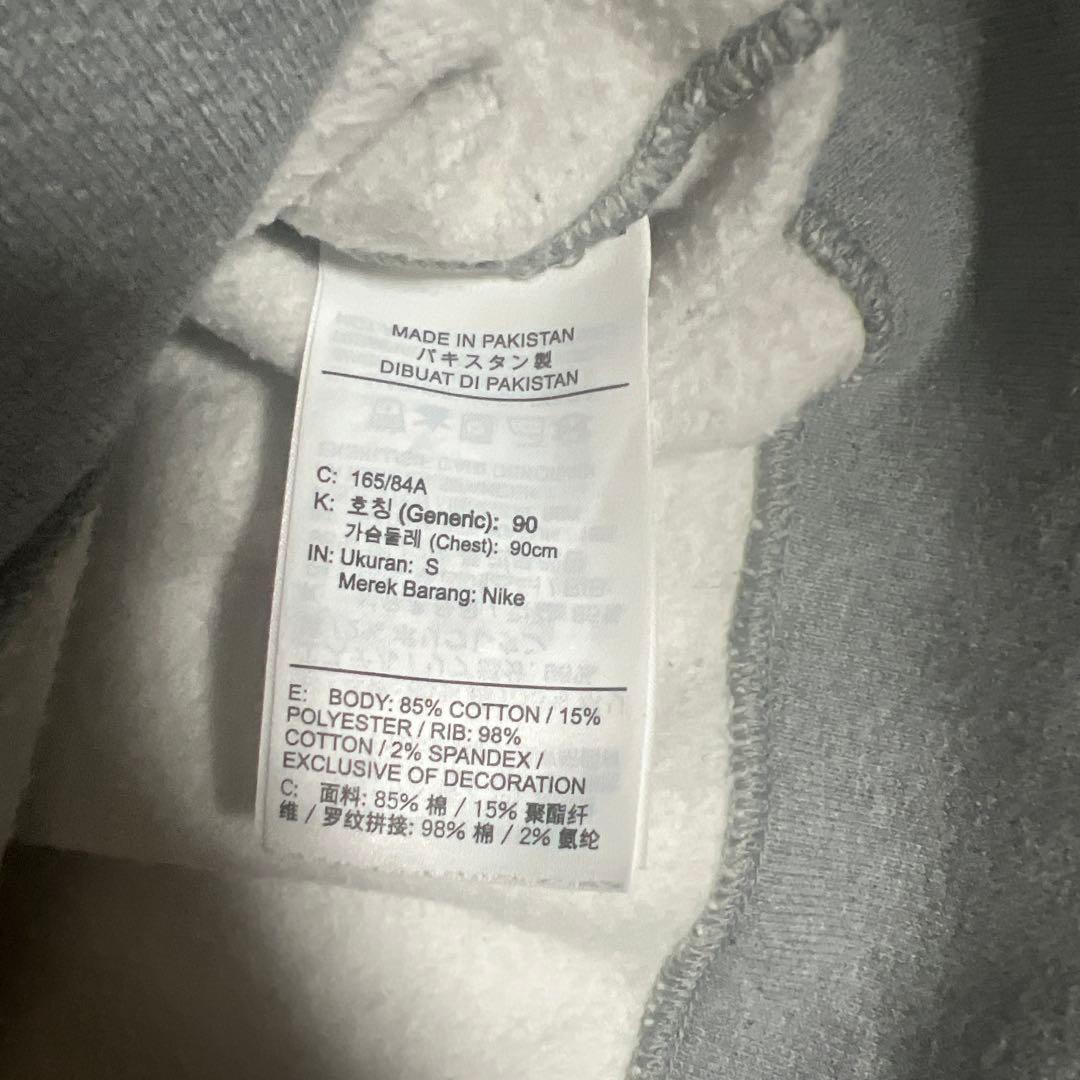 MADE IN PAKISTAN
パキスタン製
DIBUAT DI PAKISTAN
C: 165/84A
K: 호칭 (Generic): 90
가슴둘레 (Chest): 90cm
IN: Ukuran: S
Merek Barang: Nike
E: BODY: 85% COTTON / 15%
POLYESTER / RIB: 98%
COTTON / 2% SPANDEX /
EXCLUSIVE OF DECORATION
C: 面料: 85% 棉 / 15% 聚酯纤
维 / 罗纹拼接: 98% 棉 / 2% 氨纶